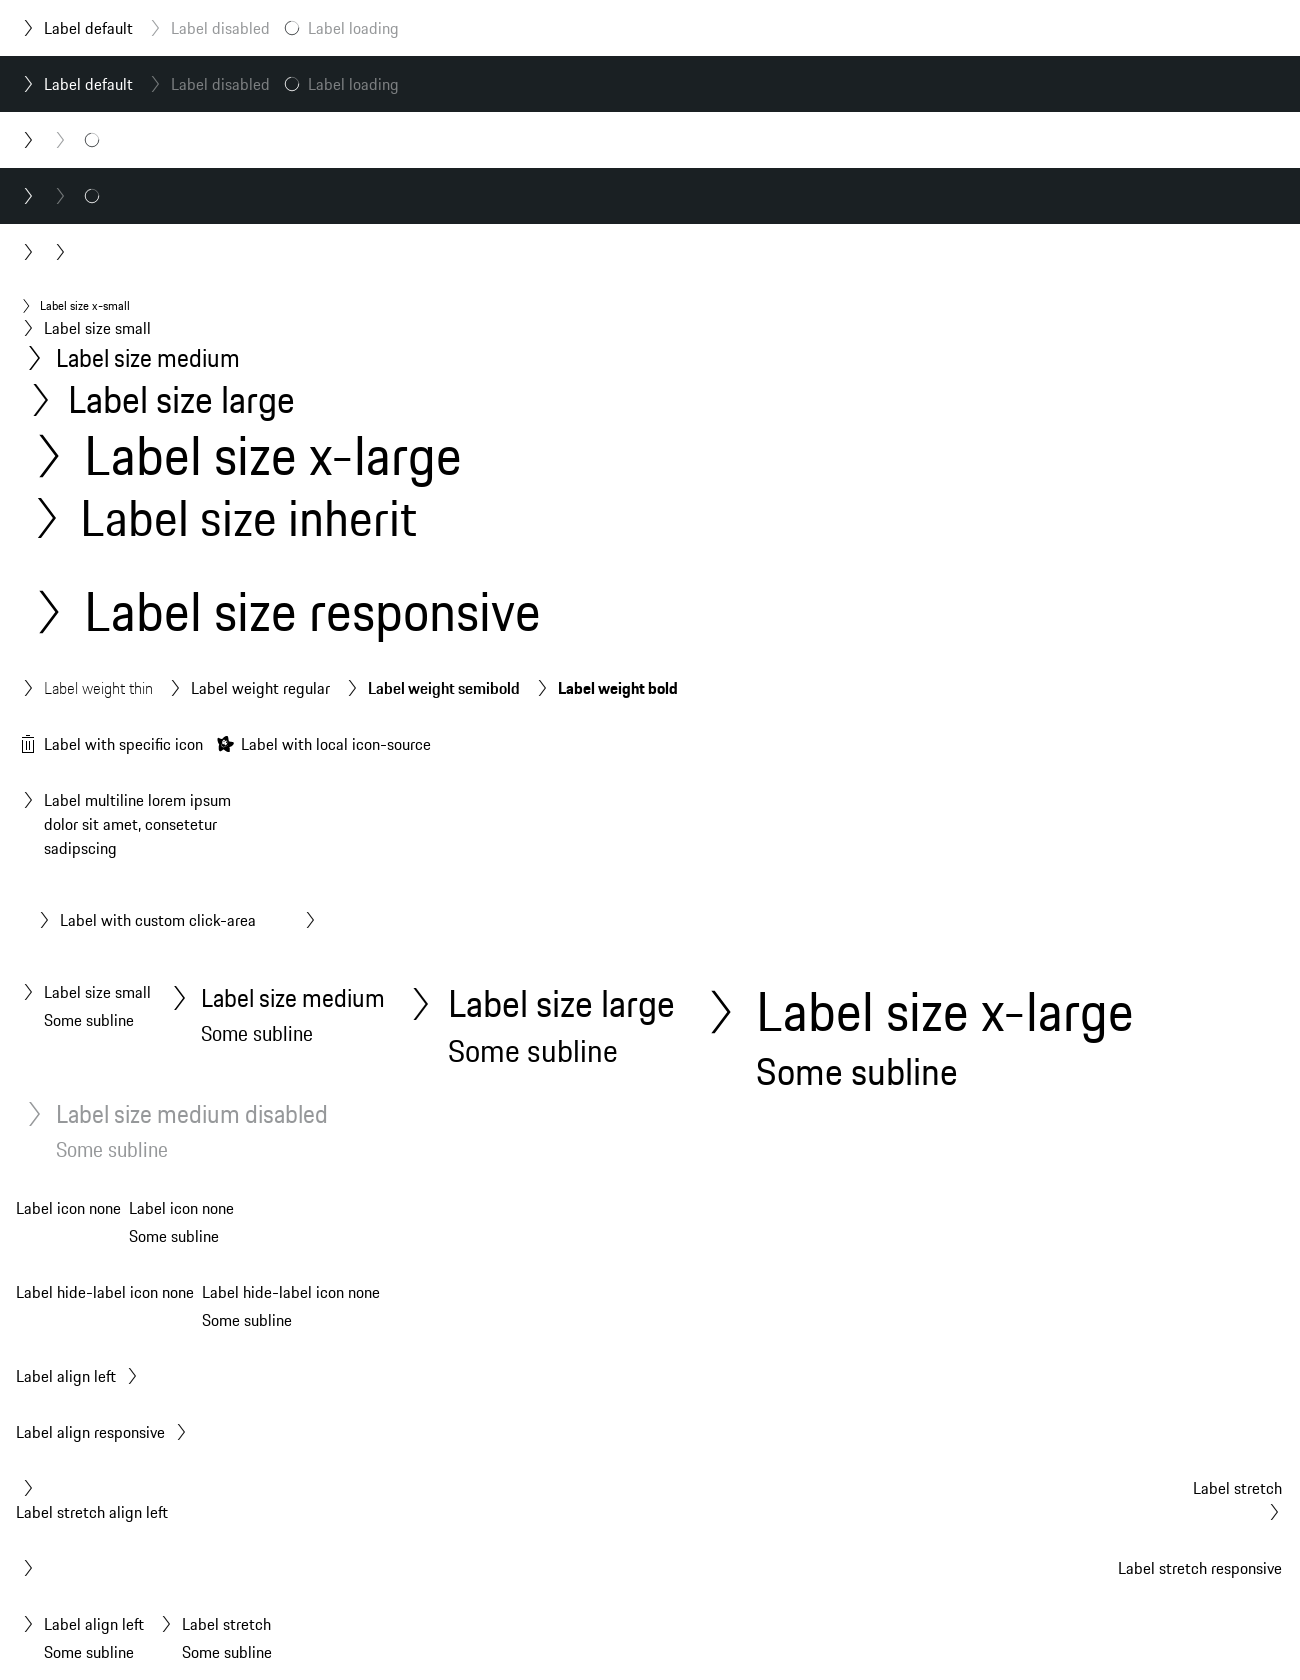 Label default Label disabled Label loading
Label default Label disabled Label loading
Label size x-small
Label size small
Label size medium
Label size large
Label size x-large
Label size inherit
Label size responsive
Label weight thin Label weight regular Label weight semibold Label weight bold
Label with specific icon Label with local icon-source
Label multiline lorem ipsum
dolor sit amet, consetetur
sadipscing
Label with custom click-area
Label size small Label size medium Label size large Label size x-large
Some subline Some subline Some subline Some subline
Label size medium disabled
Some subline
Label icon none Label icon none
Some subline
Label hide-label icon none Label hide-label icon none
Some subline
Label align left
Label align responsive
Label stretch
Label stretch align left
Label stretch responsive
Label align left Label stretch
Some subline Some subline